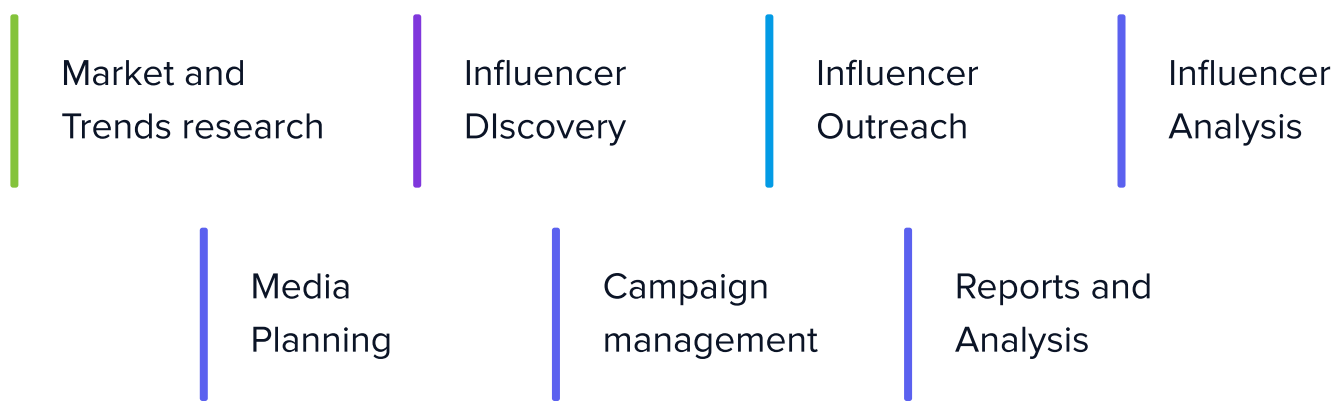 Market and
Trends research
Influencer
DIscovery
Influencer
Outreach
Influencer
Analysis
Media
Planning
Campaign
management
Reports and
Analysis